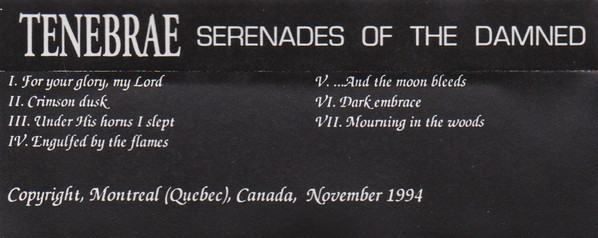 TENEBRAE SERENADES OF THE DAMNED
I. For your glory, my Lord
II. Crimson dusk
III. Under His horns I slept
IV. Engulfed by the flames
V. ...And the moon bleeds
VI. Dark embrace
VII. Mourning in the woods
Copyright, Montreal (Quebec), Canada, November 1994